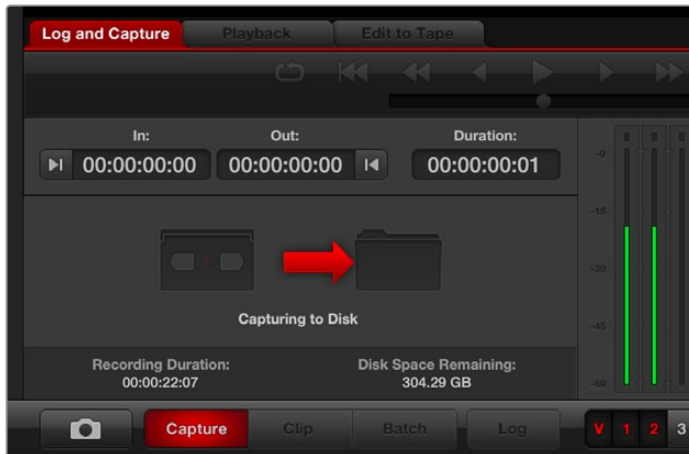 Log and Capture Playback Edit to Tape
In: Out: Duration:
00:00:00:00 00:00:00:00 00:00:00:01
-0
-15
-30
-45
-60
Capturing to Disk
Recording Duration: Disk Space Remaining:
00:00:22:07 304.29 GB
Capture Clip Batch Log V 1 2 3